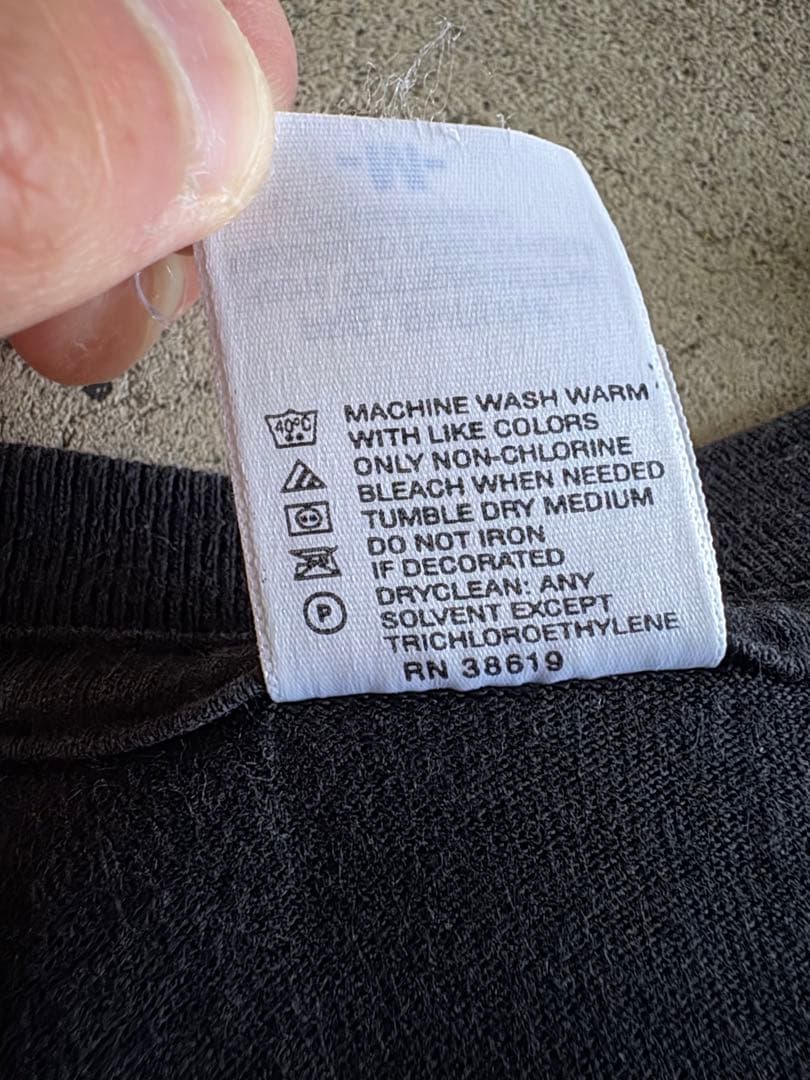 40°C
MACHINE WASH WARM
WITH LIKE COLORS
ONLY NON-CHLORINE
BLEACH WHEN NEEDED
TUMBLE DRY MEDIUM
DO NOT IRON
IF DECORATED
P
DRYCLEAN: ANY
SOLVENT EXCEPT
TRICHLOROETHYLENE
RN 38619